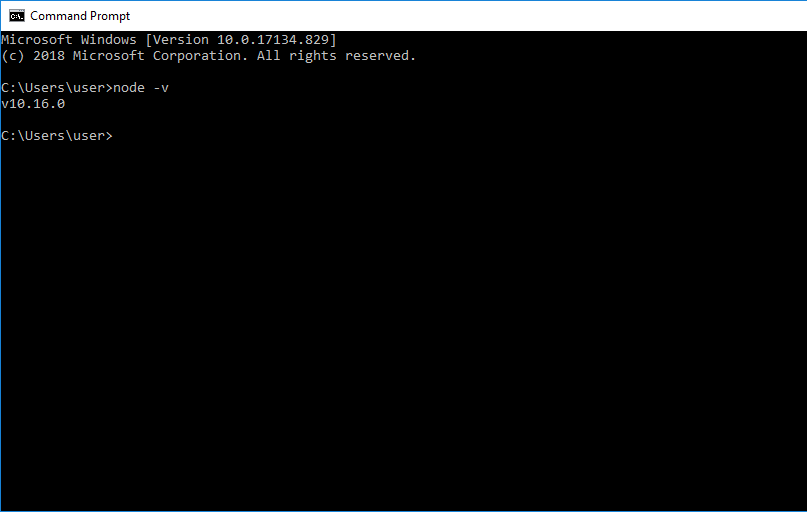 Command Prompt
Microsoft Windows [Version 10.0.17134.829]
(c) 2018 Microsoft Corporation. All rights reserved.
C:\Users\user>node -v
v10.16.0
C:\Users\user>